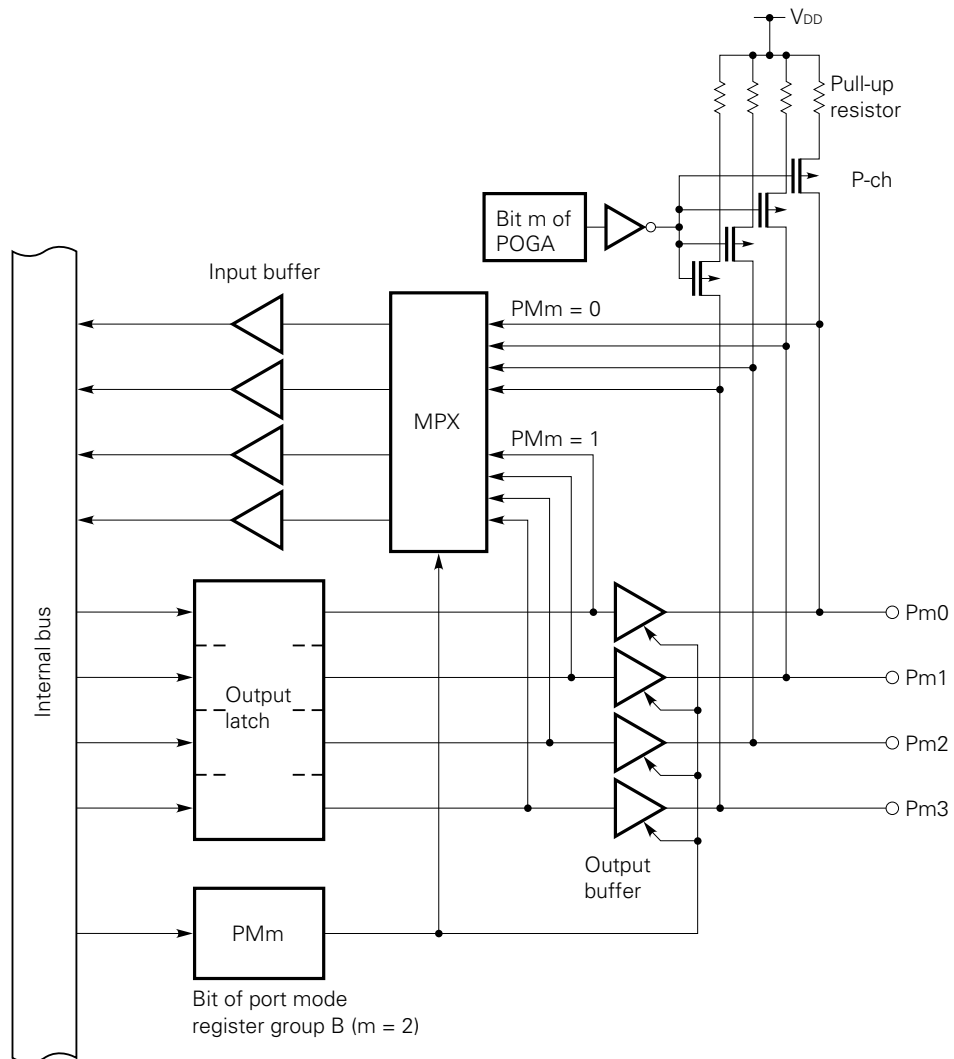 VDD
Pull-up
resistor
P-ch
Bit m of
POGA
Input buffer
PMm = 0
MPX
PMm = 1
Internal bus
Output
latch
Pm0
Pm1
Pm2
Pm3
Output
buffer
PMm
Bit of port mode
register group B (m = 2)